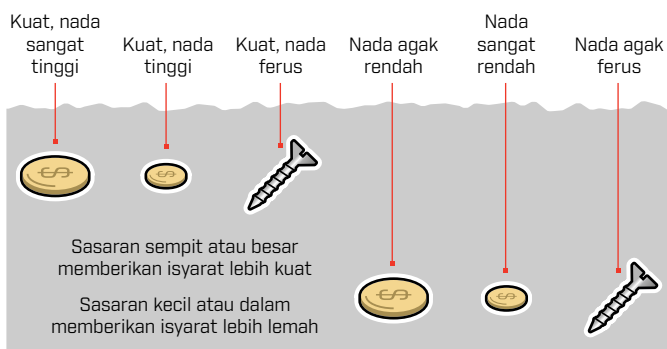 Kuat, nada
sangat
tinggi
Kuat, nada
tinggi
Kuat, nada
ferus
Nada agak
rendah
Nada
sangat
rendah
Nada agak
ferus
$
$
Sasaran sempit atau besar
memberikan isyarat lebih kuat
Sasaran kecil atau dalam
memberikan isyarat lebih lemah
$
$